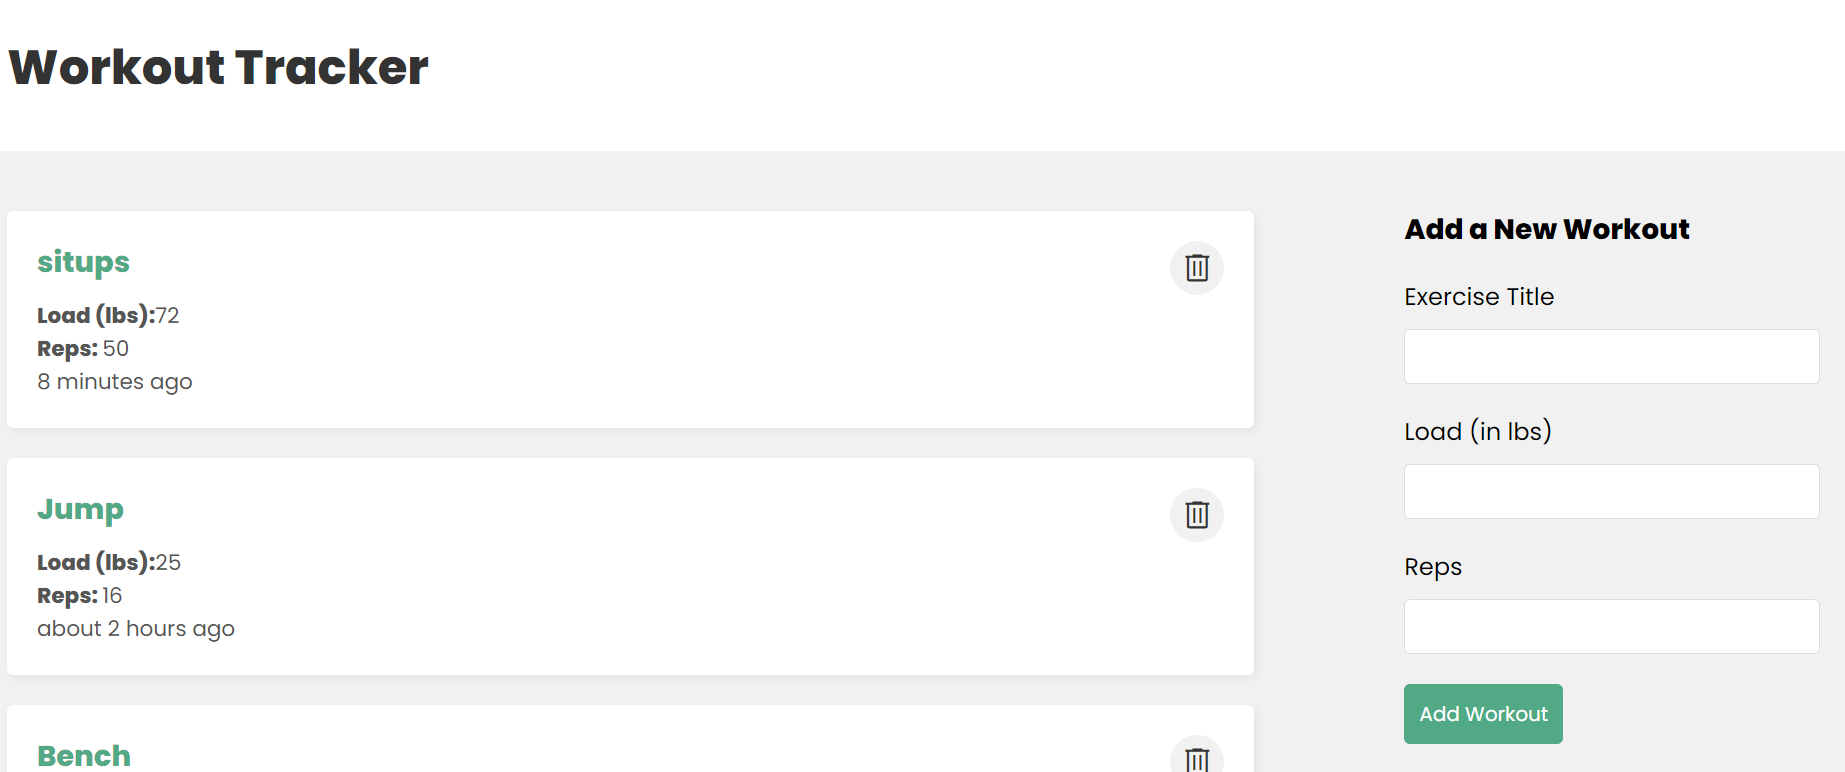 Workout Tracker
situps
Load (lbs):72
Reps: 50
8 minutes ago
Jump
Load (lbs):25
Reps: 16
about 2 hours ago
Bench
Add a New Workout
Exercise Title
Load (in lbs)
Reps
Add Workout